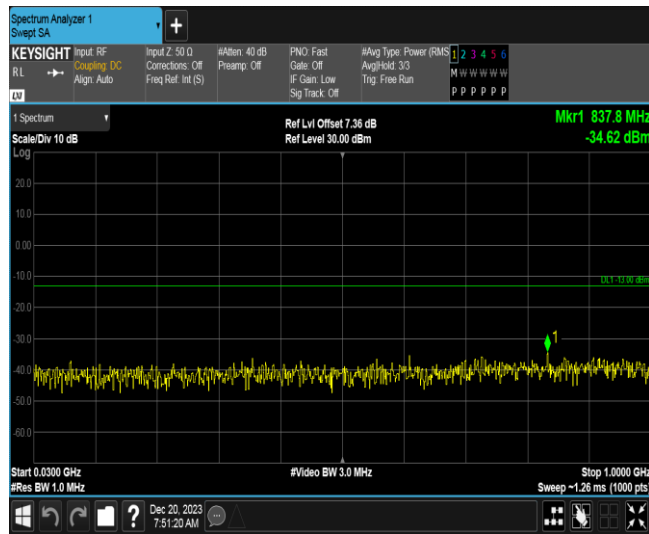 Spectrum Analyzer 1
Swept SA
KEYSIGHT
RL
LXI
Input: RF
Coupling: DC
Align: Auto
Input Z: 50 Ω
Corrections: Off
Freq Ref: Int (S)
#Atten: 40 dB
Preamp: Off
PNO: Fast
Gate: Off
IF Gain: Low
Sig Track: Off
#Avg Type: Power (RMS
Avg|Hold: 3/3
Trig: Free Run
1 2 3 4 5 6
M W W W W W
P P P P P P
1 Spectrum
Scale/Div 10 dB
Log
Ref Lvl Offset 7.36 dB
Ref Level 30.00 dBm
Mkr1 837.8 MHz
-34.62 dBm
20.0
10.0
0.00
-10.0
DL1 -13.00 dBm
-20.0
-30.0
1
-40.0
-50.0
-60.0
Start 0.0300 GHz
#Res BW 1.0 MHz
#Video BW 3.0 MHz
Stop 1.0000 GHz
Sweep ~1.26 ms (1000 pts)
?
Dec 20, 2023
7:51:20 AM